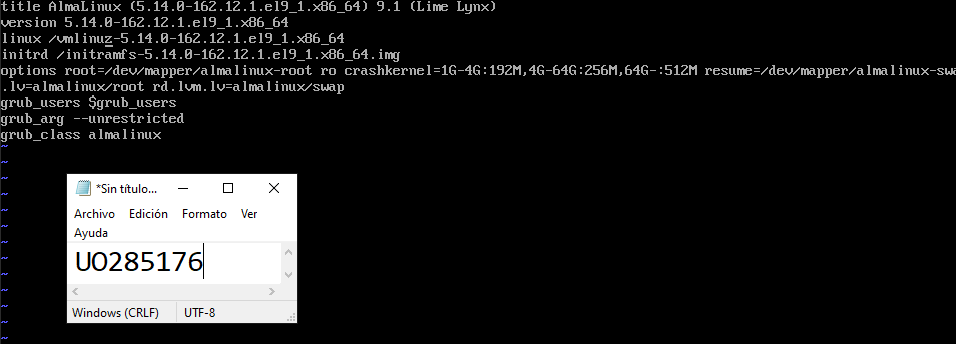 title AlmaLinux (5.14.0-162.12.1.el9_1.x86_64) 9.1 (Lime Lynx)
version 5.14.0-162.12.1.el9_1.x86_64
linux /vmlinuz-5.14.0-162.12.1.el9_1.x86_64
initrd /initramfs-5.14.0-162.12.1.el9_1.x86_64.img
options root=/dev/mapper/almalinux-root ro crashkernel=1G-4G:192M,4G-64G:256M,64G-:512M resume=/dev/mapper/almalinux-swa
.lv=almalinux/root rd.lvm.lv=almalinux/swap
grub_users $grub_users
grub_arg --unrestricted
grub_class almalinux
~
~
~
~
~
~
~
~
~
~
~
~
~
*Sin título...
Archivo Edición Formato Ver
Ayuda
UO285176
Windows (CRLF) UTF-8